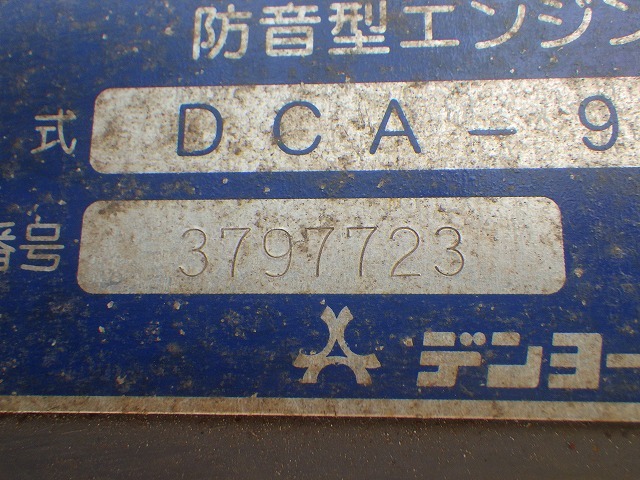 防音型エンジン
式 DCA-9
番号 3797723
デンヨー